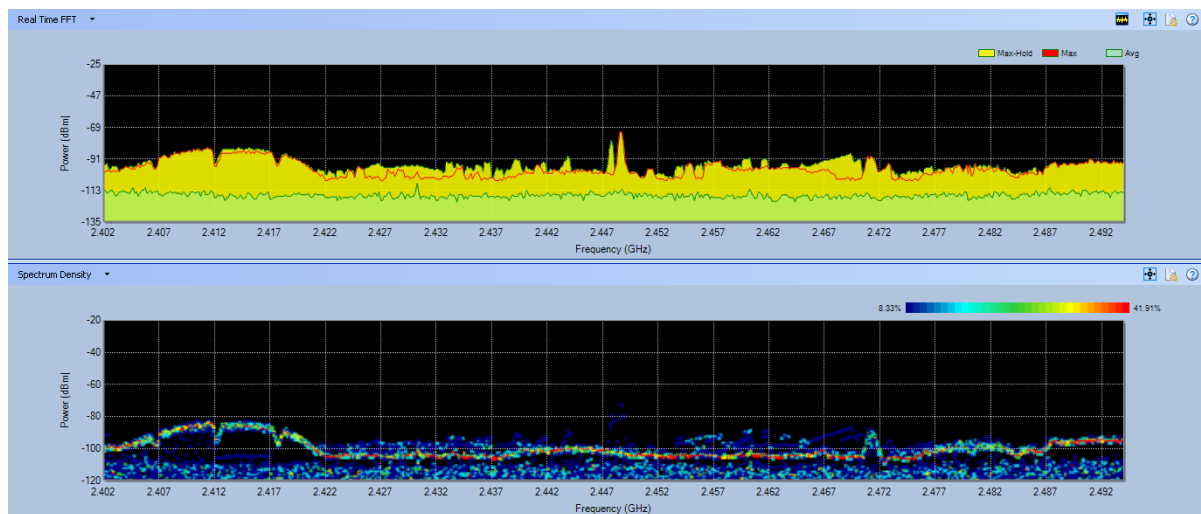 Real Time FFT
Max-Hold Max Avg
-25
-47
-69
-91
-113
-135
Power [dBm]
2.402 2.407 2.412 2.417 2.422 2.427 2.432 2.437 2.442 2.447 2.452 2.457 2.462 2.467 2.472 2.477 2.482 2.487 2.492
Frequency (GHz)
Spectrum Density
8.33% 41.91%
-20
-40
-60
-80
-100
-120
Power [dBm]
2.402 2.407 2.412 2.417 2.422 2.427 2.432 2.437 2.442 2.447 2.452 2.457 2.462 2.467 2.472 2.477 2.482 2.487 2.492
Frequency (GHz)